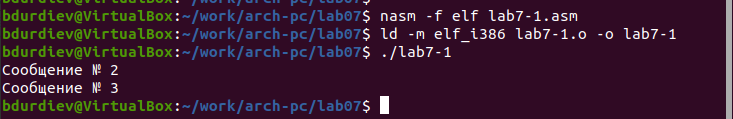 bdurdiev@VirtualBox:~/work/arch-pc/lab07$ nasm -f elf lab7-1.asm
bdurdiev@VirtualBox:~/work/arch-pc/lab07$ ld -m elf_i386 lab7-1.o -o lab7-1
bdurdiev@VirtualBox:~/work/arch-pc/lab07$ ./lab7-1
Сообщение № 2
Сообщение № 3
bdurdiev@VirtualBox:~/work/arch-pc/lab07$